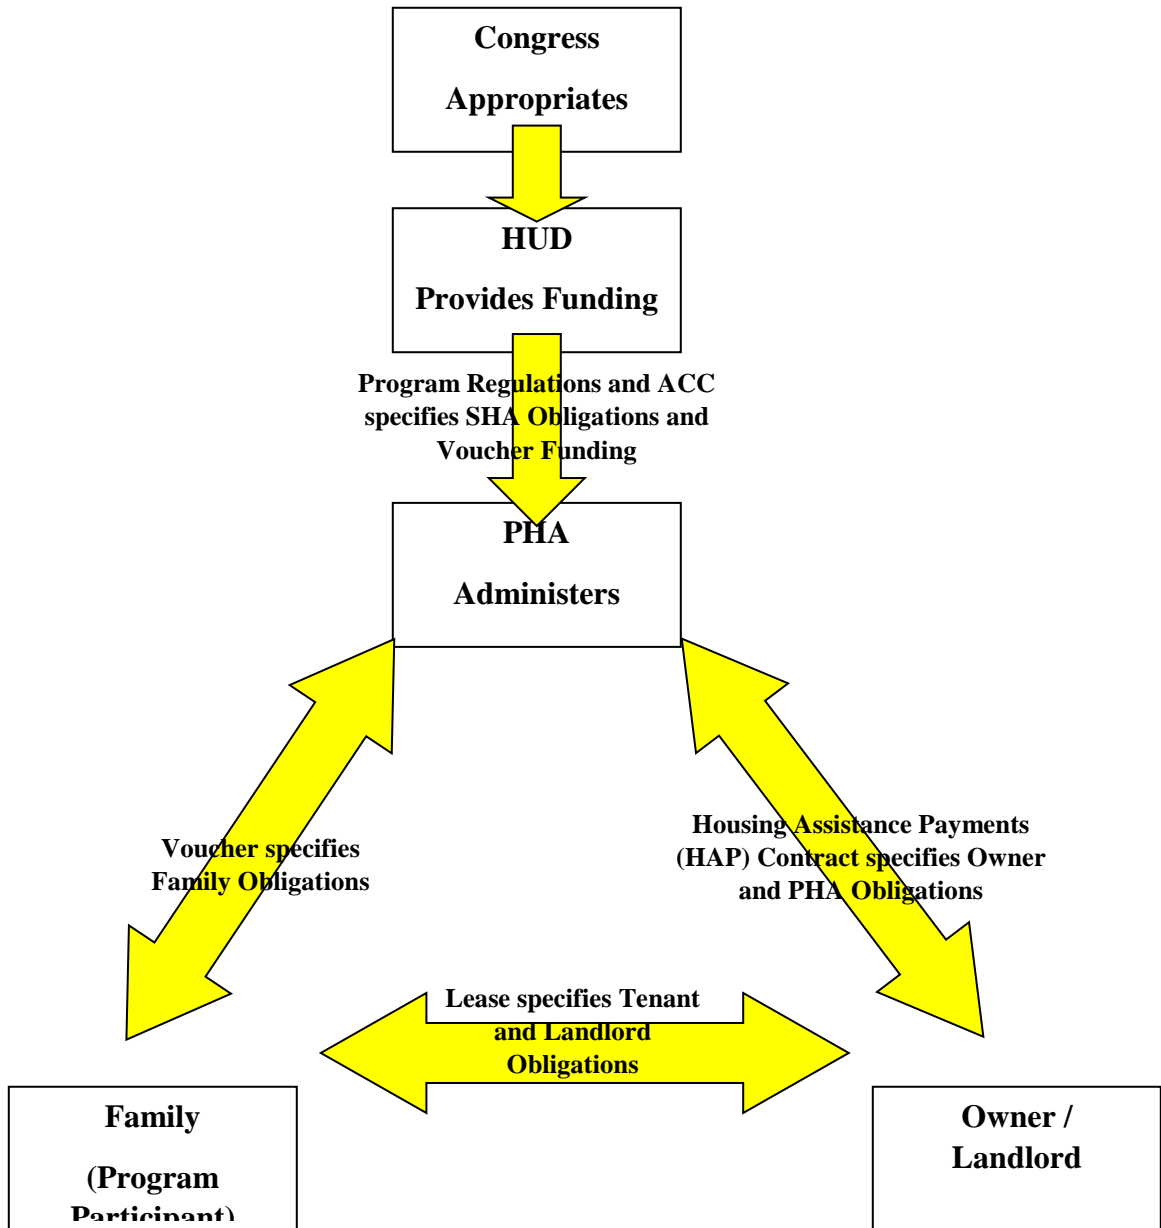 Congress
Appropriates
HUD
Provides Funding
Program Regulations and ACC
specifies SHA Obligations and
Voucher Funding
PHA
Administers
Voucher specifies
Family Obligations
Housing Assistance Payments
(HAP) Contract specifies Owner
and PHA Obligations
Lease specifies Tenant
and Landlord
Obligations
Family
(Program
Participant)
Owner /
Landlord